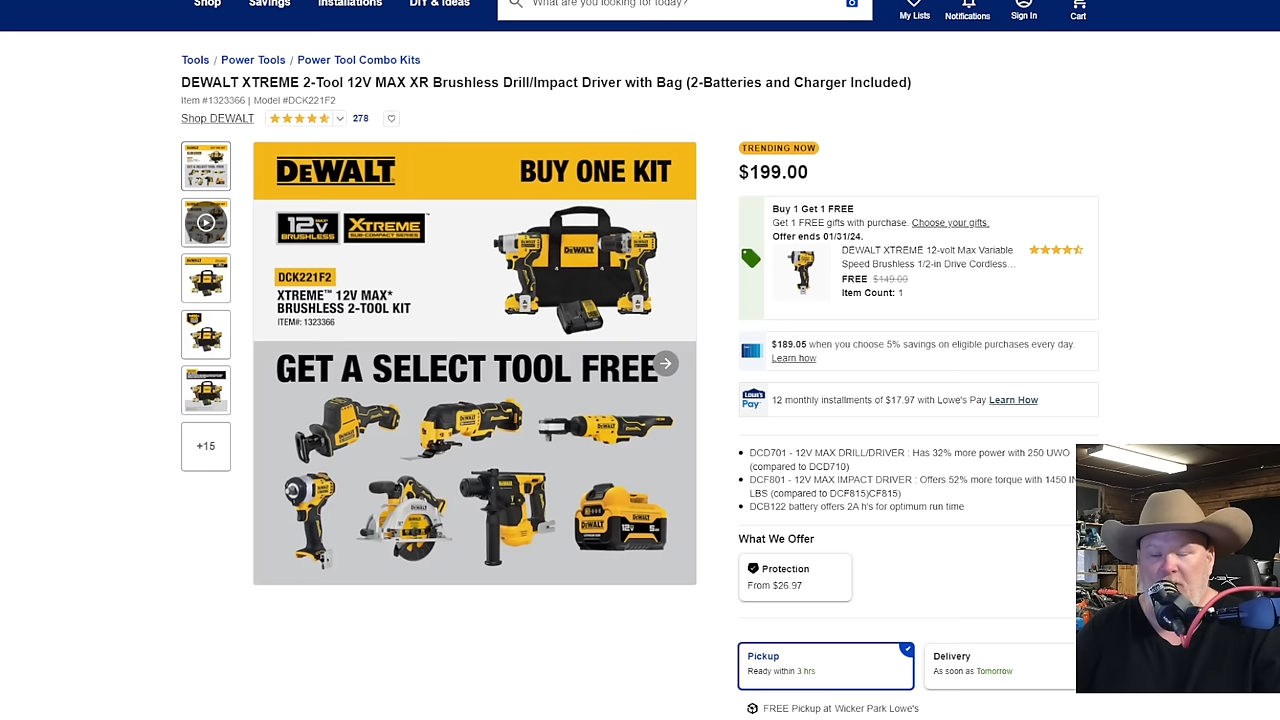 Shop Savings Installations DIY & Ideas
What are you looking for today?
My Lists Notifications Sign In Cart
Tools / Power Tools / Power Tool Combo Kits
DEWALT XTREME 2-Tool 12V MAX XR Brushless Drill/Impact Driver with Bag (2-Batteries and Charger Included)
Item #1323366 | Model #DCK221F2
Shop DEWALT 278
DEWALT BUY ONE KIT
12V MAX* BRUSHLESS XTREME™ SUB-COMPACT SERIES
DCK221F2
XTREME™ 12V MAX*
BRUSHLESS 2-TOOL KIT
ITEM#: 1323366
GET A SELECT TOOL FREE
+15
TRENDING NOW
$199.00
Buy 1 Get 1 FREE
Get 1 FREE gifts with purchase. Choose your gifts.
Offer ends 01/31/24.
DEWALT XTREME 12-volt Max Variable
Speed Brushless 1/2-in Drive Cordless...
FREE $149.00
Item Count: 1
$189.05 when you choose 5% savings on eligible purchases every day.
Learn how
Lowe's Pay 12 monthly installments of $17.97 with Lowe's Pay Learn How
• DCD701 - 12V MAX DRILL/DRIVER : Has 32% more power with 250 UWO
(compared to DCD710)
• DCF801 - 12V MAX IMPACT DRIVER : Offers 52% more torque with 1450 IN
LBS (compared to DCF815)CF815)
• DCB122 battery offers 2A h's for optimum run time
What We Offer
Protection
From $26.97
Pickup
Ready within 3 hrs
Delivery
As soon as Tomorrow
FREE Pickup at Wicker Park Lowe's